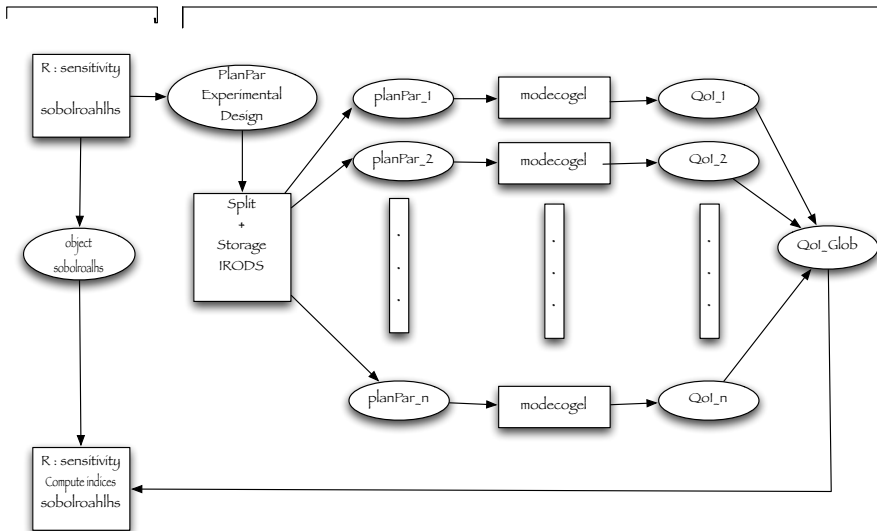 R : sensitivity
sobolroahlhs
PlanPar
Experimental
Design
planPar_1
modecogel
QoI_1
planPar_2
modecogel
QoI_2
Split
+
Storage
IRODS
object
sobolroalhs
.
.
.
.
.
.
.
.
.
QoI_Glob
planPar_n
modecogel
QoI_n
R : sensitivity
Compute indices
sobolroahlhs